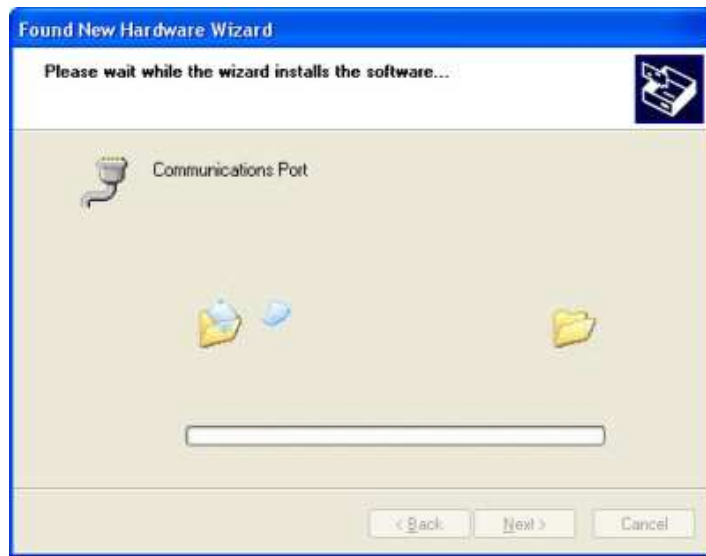 Found New Hardware Wizard
Please wait while the wizard installs the software...
Communications Port
< Back
Next >
Cancel